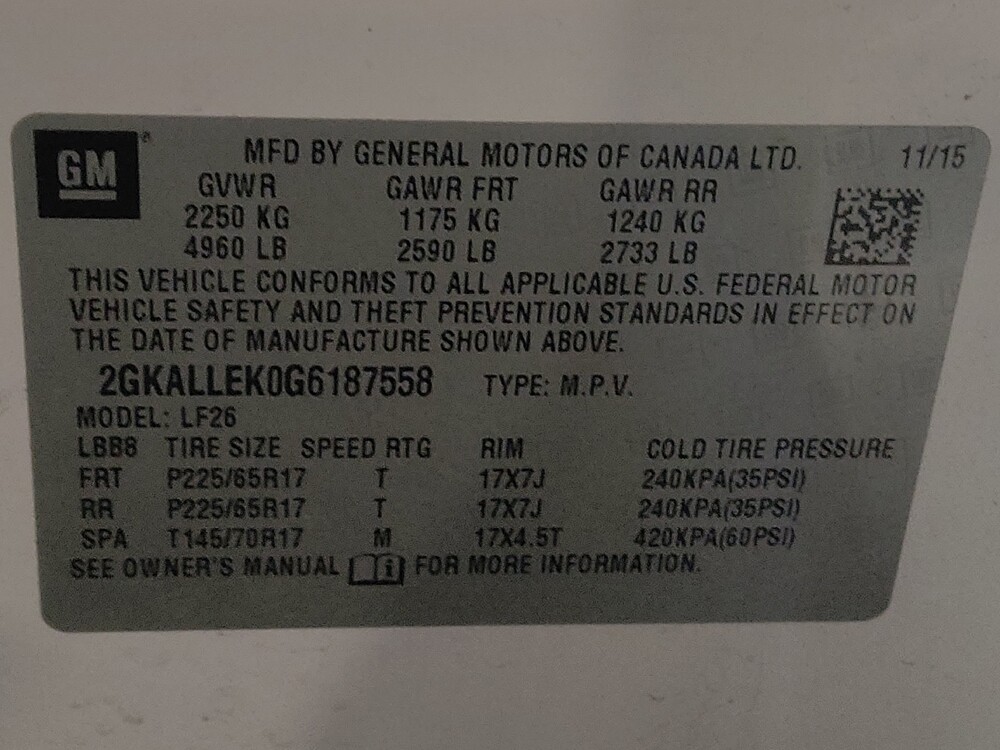 GM®
MFD BY GENERAL MOTORS OF CANADA LTD. 11/15
GVWR GAWR FRT GAWR RR
2250 KG 1175 KG 1240 KG
4960 LB 2590 LB 2733 LB
THIS VEHICLE CONFORMS TO ALL APPLICABLE U.S. FEDERAL MOTOR
VEHICLE SAFETY AND THEFT PREVENTION STANDARDS IN EFFECT ON
THE DATE OF MANUFACTURE SHOWN ABOVE.
2GKALLEK0G6187558 TYPE: M.P.V.
MODEL: LF26
LBB8 TIRE SIZE SPEED RTG RIM COLD TIRE PRESSURE
FRT P225/65R17 T 17X7J 240KPA(35PSI)
RR P225/65R17 T 17X7J 240KPA(35PSI)
SPA T145/70R17 M 17X4.5T 420KPA(60PSI)
SEE OWNER'S MANUAL i FOR MORE INFORMATION.